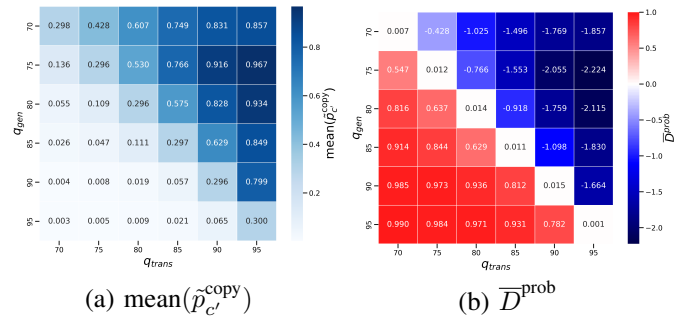 70 0.298 0.428 0.607 0.749 0.831 0.857
75 0.136 0.296 0.530 0.766 0.916 0.967
80 0.055 0.109 0.296 0.575 0.828 0.934
85 0.026 0.047 0.111 0.297 0.629 0.849
90 0.004 0.008 0.019 0.057 0.296 0.799
95 0.003 0.005 0.009 0.021 0.065 0.300
70 75 80 85 90 95
q_gen
q_trans
0.8
0.6
0.4
0.2
mean(p̃_{c′}^{copy})
(a) mean(p̃_{c′}^{copy})
70 0.007 -0.428 -1.025 -1.496 -1.769 -1.857
75 0.547 0.012 -0.766 -1.553 -2.055 -2.224
80 0.816 0.637 0.014 -0.918 -1.759 -2.115
85 0.914 0.844 0.629 0.011 -1.098 -1.830
90 0.985 0.973 0.936 0.812 0.015 -1.664
95 0.990 0.984 0.971 0.931 0.782 0.001
70 75 80 85 90 95
q_gen
q_trans
1.0
0.5
0.0
-0.5
-1.0
-1.5
-2.0
D̅^{prob}
(b) D̅^{prob}